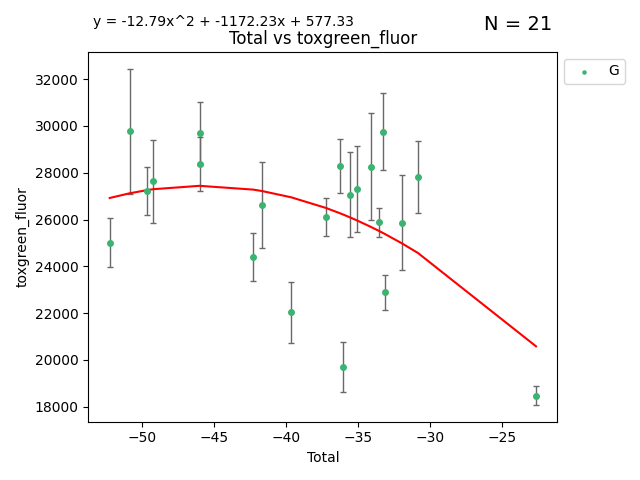 y = -12.79x^2 + -1172.23x + 577.33
N = 21
Total vs toxgreen_fluor
G
32000
30000
28000
26000
24000
22000
20000
18000
toxgreen_fluor
−50
−45
−40
−35
−30
−25
Total